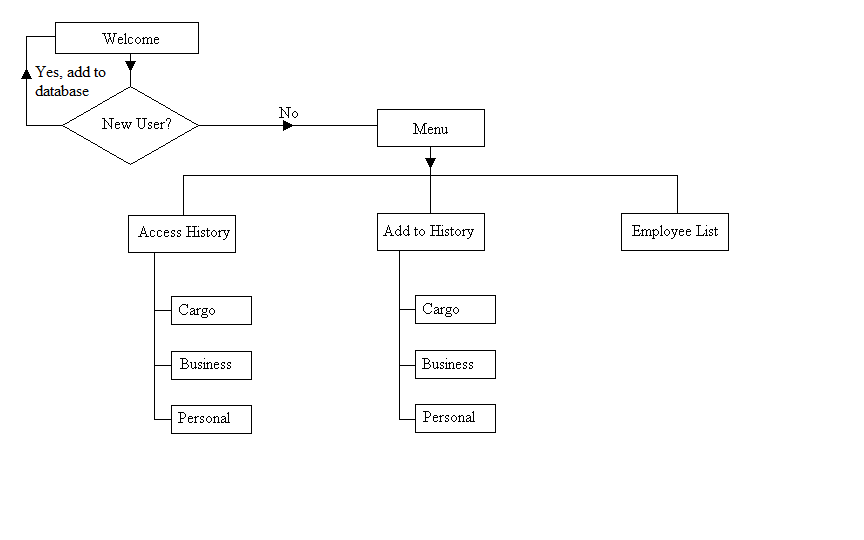 Welcome
Yes, add to
database
New User?
No
Menu
Access History
Add to History
Employee List
Cargo
Cargo
Business
Business
Personal
Personal